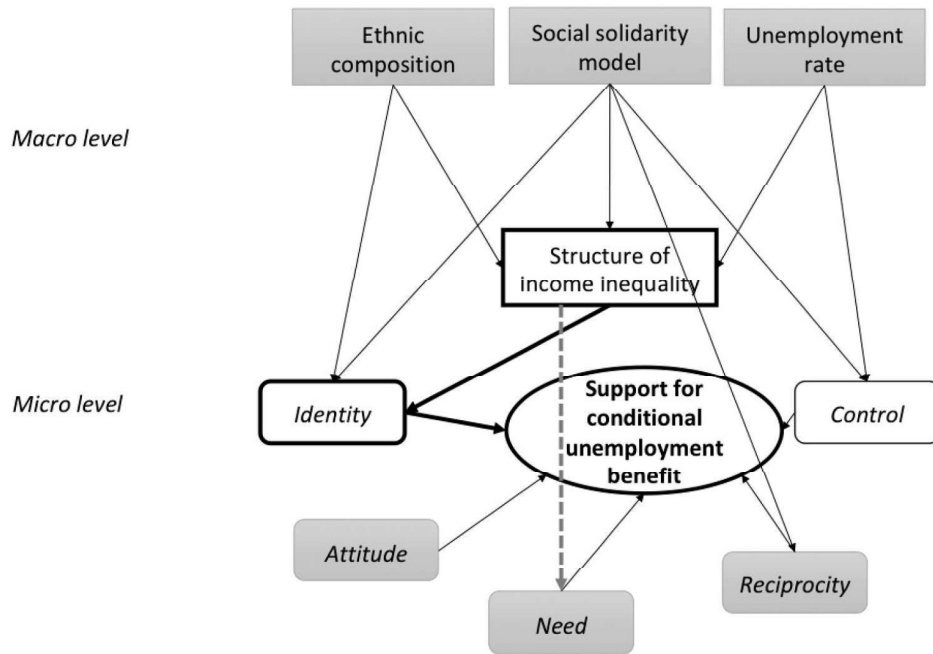 Ethnic
composition
Social solidarity
model
Unemployment
rate
Macro level
Structure of
income inequality
Micro level
Identity
Support for
conditional
unemployment
benefit
Control
Attitude
Need
Reciprocity